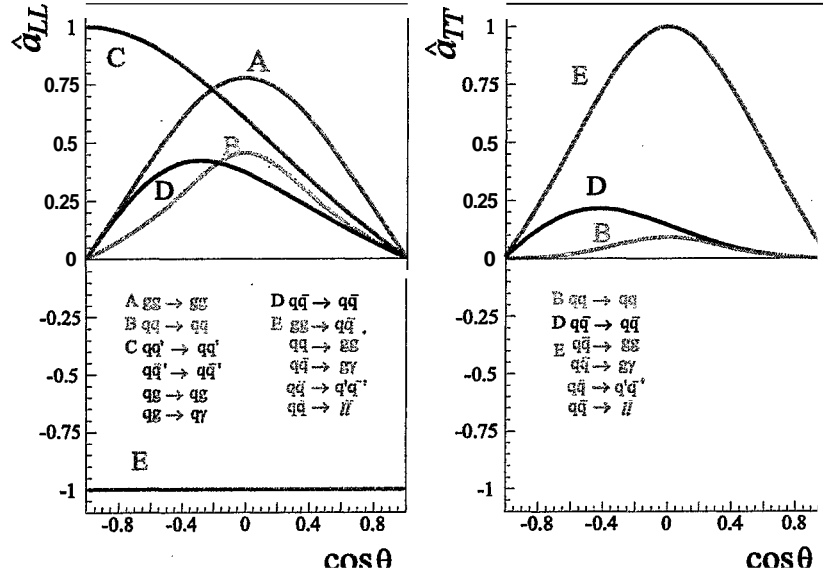 â_LL
1
0.75
0.5
0.25
0
-0.25
-0.5
-0.75
-1
C
A
B
D
A gg → gg
B qq → qq
C qq' → qq'
qq̄' → qq̄'
qg → qg
qg → qγ
D qq̄ → qq̄
E gg → qq̄
qq → gg
qq̄ → gγ
qq̄ → q'q̄'
qq̄ → ll̄
E
-0.8 -0.4 0 0.4 0.8
cosθ
â_TT
1
0.75
0.5
0.25
0
-0.25
-0.5
-0.75
-1
E
D
B
B qq → qq
D qq̄ → qq̄
E qq̄ → gg
qq̄ → gγ
qq̄ → q'q̄'
qq̄ → ll̄
-0.8 -0.4 0 0.4 0.8
cosθ